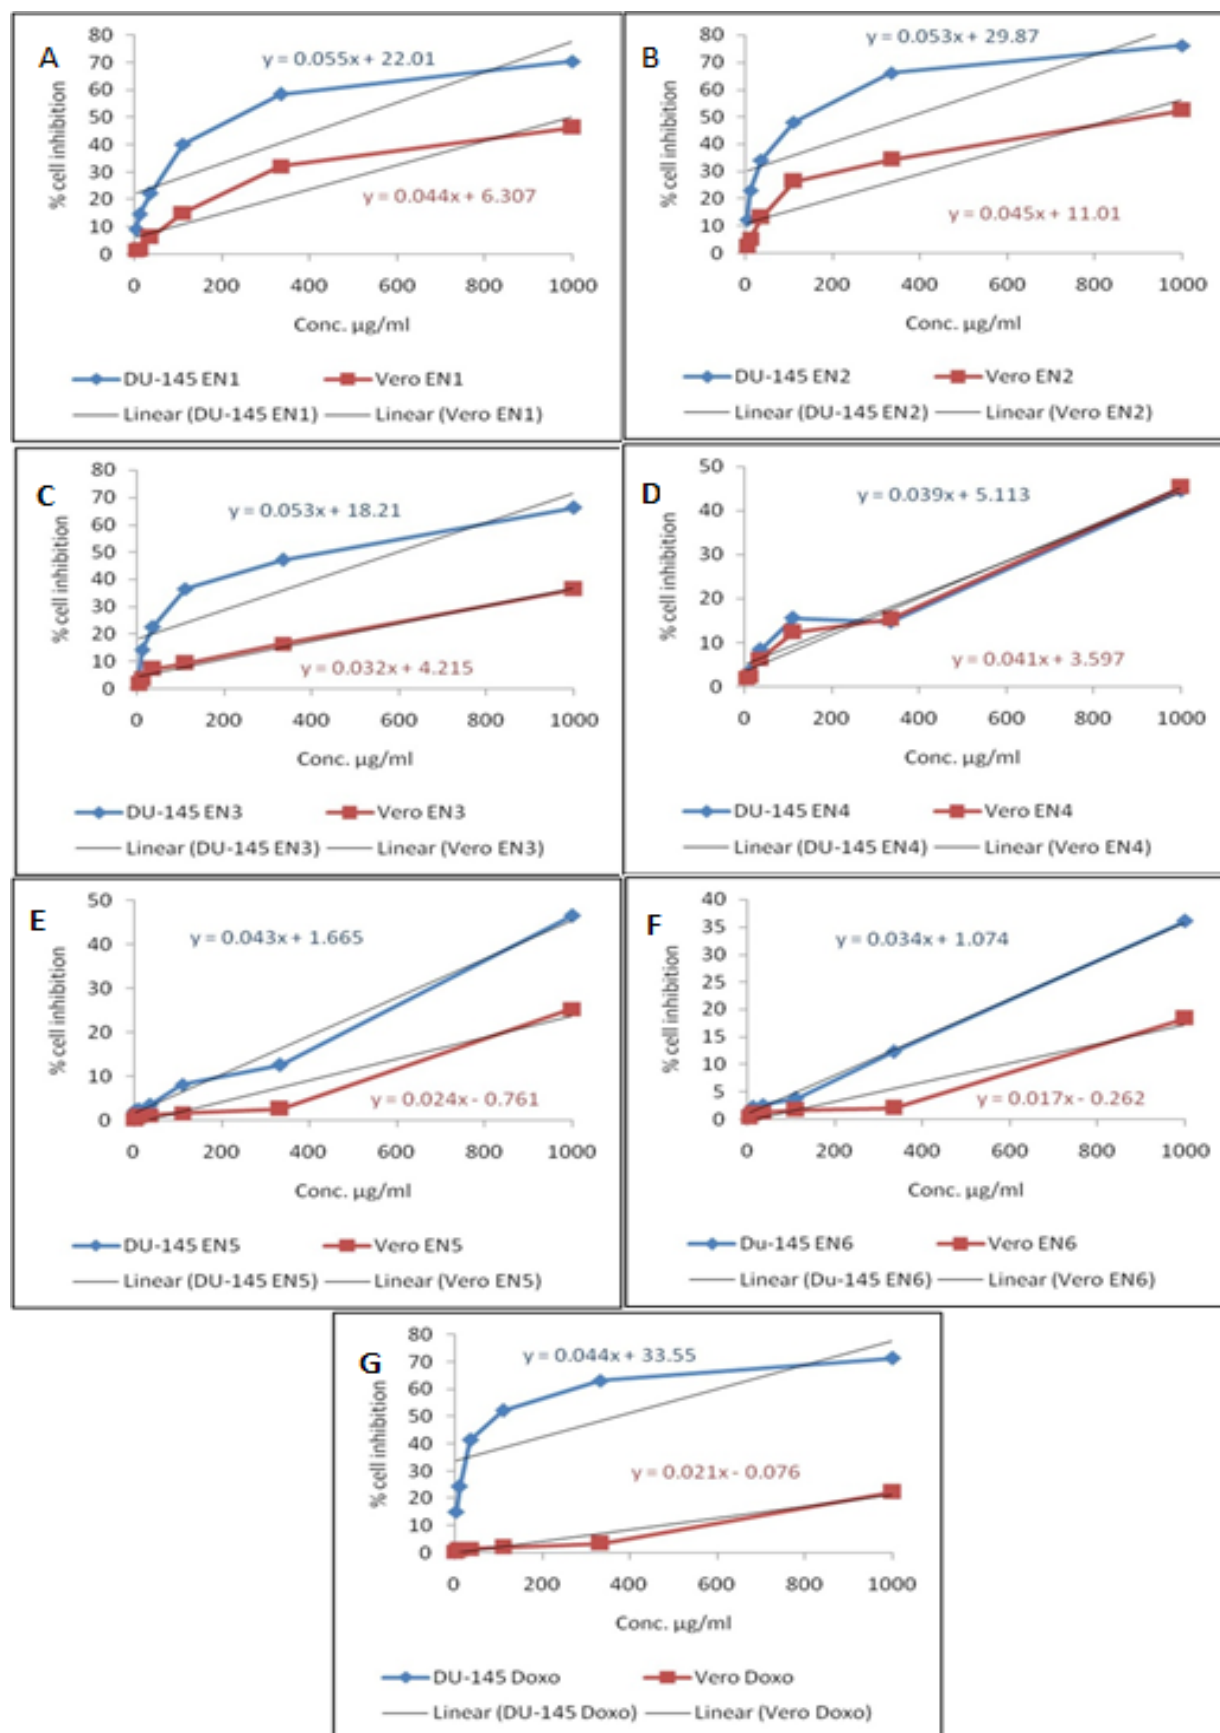 A
y = 0.055x + 22.01
y = 0.044x + 6.307
% cell inhibition
80
70
60
50
40
30
20
10
0
0 200 400 600 800 1000
Conc. µg/ml
DU-145 EN1 Vero EN1
Linear (DU-145 EN1) Linear (Vero EN1)
B
y = 0.053x + 29.87
y = 0.045x + 11.01
% cell inhibition
80
70
60
50
40
30
20
10
0
0 200 400 600 800 1000
Conc. µg/ml
DU-145 EN2 Vero EN2
Linear (DU-145 EN2) Linear (Vero EN2)
C
y = 0.053x + 18.21
y = 0.032x + 4.215
% cell inhibition
80
70
60
50
40
30
20
10
0
0 200 400 600 800 1000
Conc. µg/ml
DU-145 EN3 Vero EN3
Linear (DU-145 EN3) Linear (Vero EN3)
D
y = 0.039x + 5.113
y = 0.041x + 3.597
% cell inhibition
50
40
30
20
10
0
0 200 400 600 800 1000
Conc. µg/ml
DU-145 EN4 Vero EN4
Linear (DU-145 EN4) Linear (Vero EN4)
E
y = 0.043x + 1.665
y = 0.024x - 0.761
% cell inhibition
50
40
30
20
10
0
0 200 400 600 800 1000
Conc. µg/ml
DU-145 EN5 Vero EN5
Linear (DU-145 EN5) Linear (Vero EN5)
F
y = 0.034x + 1.074
y = 0.017x - 0.262
% cell inhibition
40
35
30
25
20
15
10
5
0
0 200 400 600 800 1000
Conc. µg/ml
Du-145 EN6 Vero EN6
Linear (Du-145 EN6) Linear (Vero EN6)
G
y = 0.044x + 33.55
y = 0.021x - 0.076
% cell inhibition
80
70
60
50
40
30
20
10
0
0 200 400 600 800 1000
Conc. µg/ml
DU-145 Doxo Vero Doxo
Linear (DU-145 Doxo) Linear (Vero Doxo)